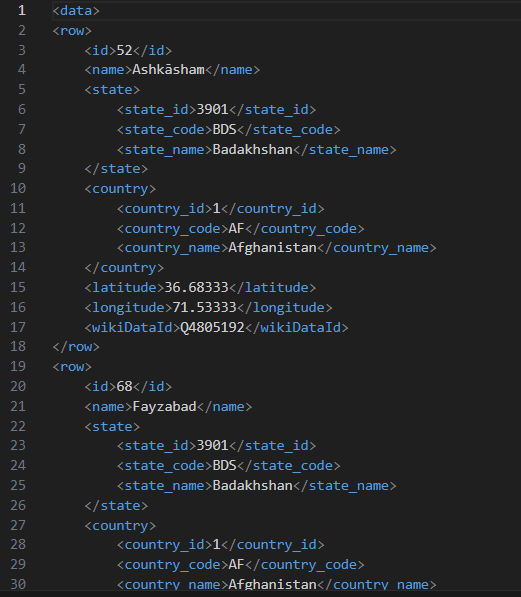 1 <data>
2 <row>
3 <id>52</id>
4 <name>Ashkāsham</name>
5 <state>
6 <state_id>3901</state_id>
7 <state_code>BDS</state_code>
8 <state_name>Badakhshan</state_name>
9 </state>
10 <country>
11 <country_id>1</country_id>
12 <country_code>AF</country_code>
13 <country_name>Afghanistan</country_name>
14 </country>
15 <latitude>36.68333</latitude>
16 <longitude>71.53333</longitude>
17 <wikiDataId>Q4805192</wikiDataId>
18 </row>
19 <row>
20 <id>68</id>
21 <name>Fayzabad</name>
22 <state>
23 <state_id>3901</state_id>
24 <state_code>BDS</state_code>
25 <state_name>Badakhshan</state_name>
26 </state>
27 <country>
28 <country_id>1</country_id>
29 <country_code>AF</country_code>
30 <country_name>Afghanistan</country_name>